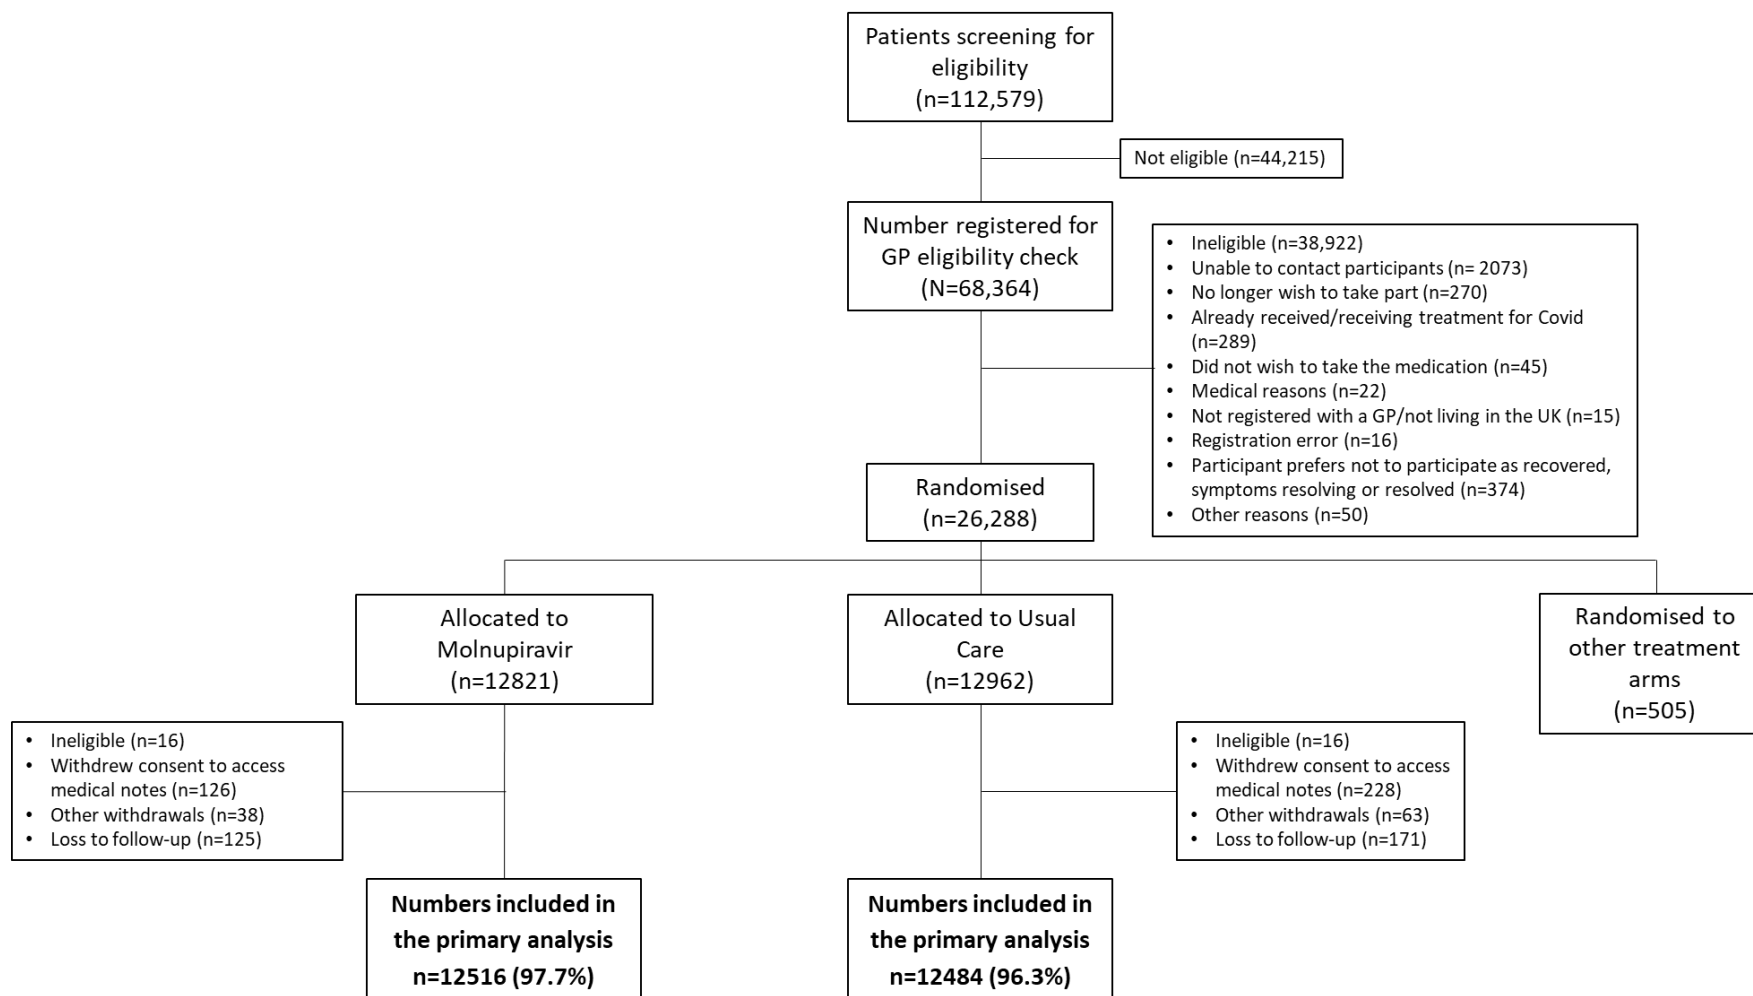 Patients screening for
eligibility
(n=112,579)
Not eligible (n=44,215)
Number registered for
GP eligibility check
(N=68,364)
• Ineligible (n=38,922)
• Unable to contact participants (n= 2073)
• No longer wish to take part (n=270)
• Already received/receiving treatment for Covid
(n=289)
• Did not wish to take the medication (n=45)
• Medical reasons (n=22)
• Not registered with a GP/not living in the UK (n=15)
• Registration error (n=16)
• Participant prefers not to participate as recovered,
symptoms resolving or resolved (n=374)
• Other reasons (n=50)
Randomised
(n=26,288)
Allocated to
Molnupiravir
(n=12821)
Allocated to Usual
Care
(n=12962)
Randomised to
other treatment
arms
(n=505)
• Ineligible (n=16)
• Withdrew consent to access
medical notes (n=126)
• Other withdrawals (n=38)
• Loss to follow-up (n=125)
• Ineligible (n=16)
• Withdrew consent to access
medical notes (n=228)
• Other withdrawals (n=63)
• Loss to follow-up (n=171)
Numbers included in
the primary analysis
n=12516 (97.7%)
Numbers included in
the primary analysis
n=12484 (96.3%)